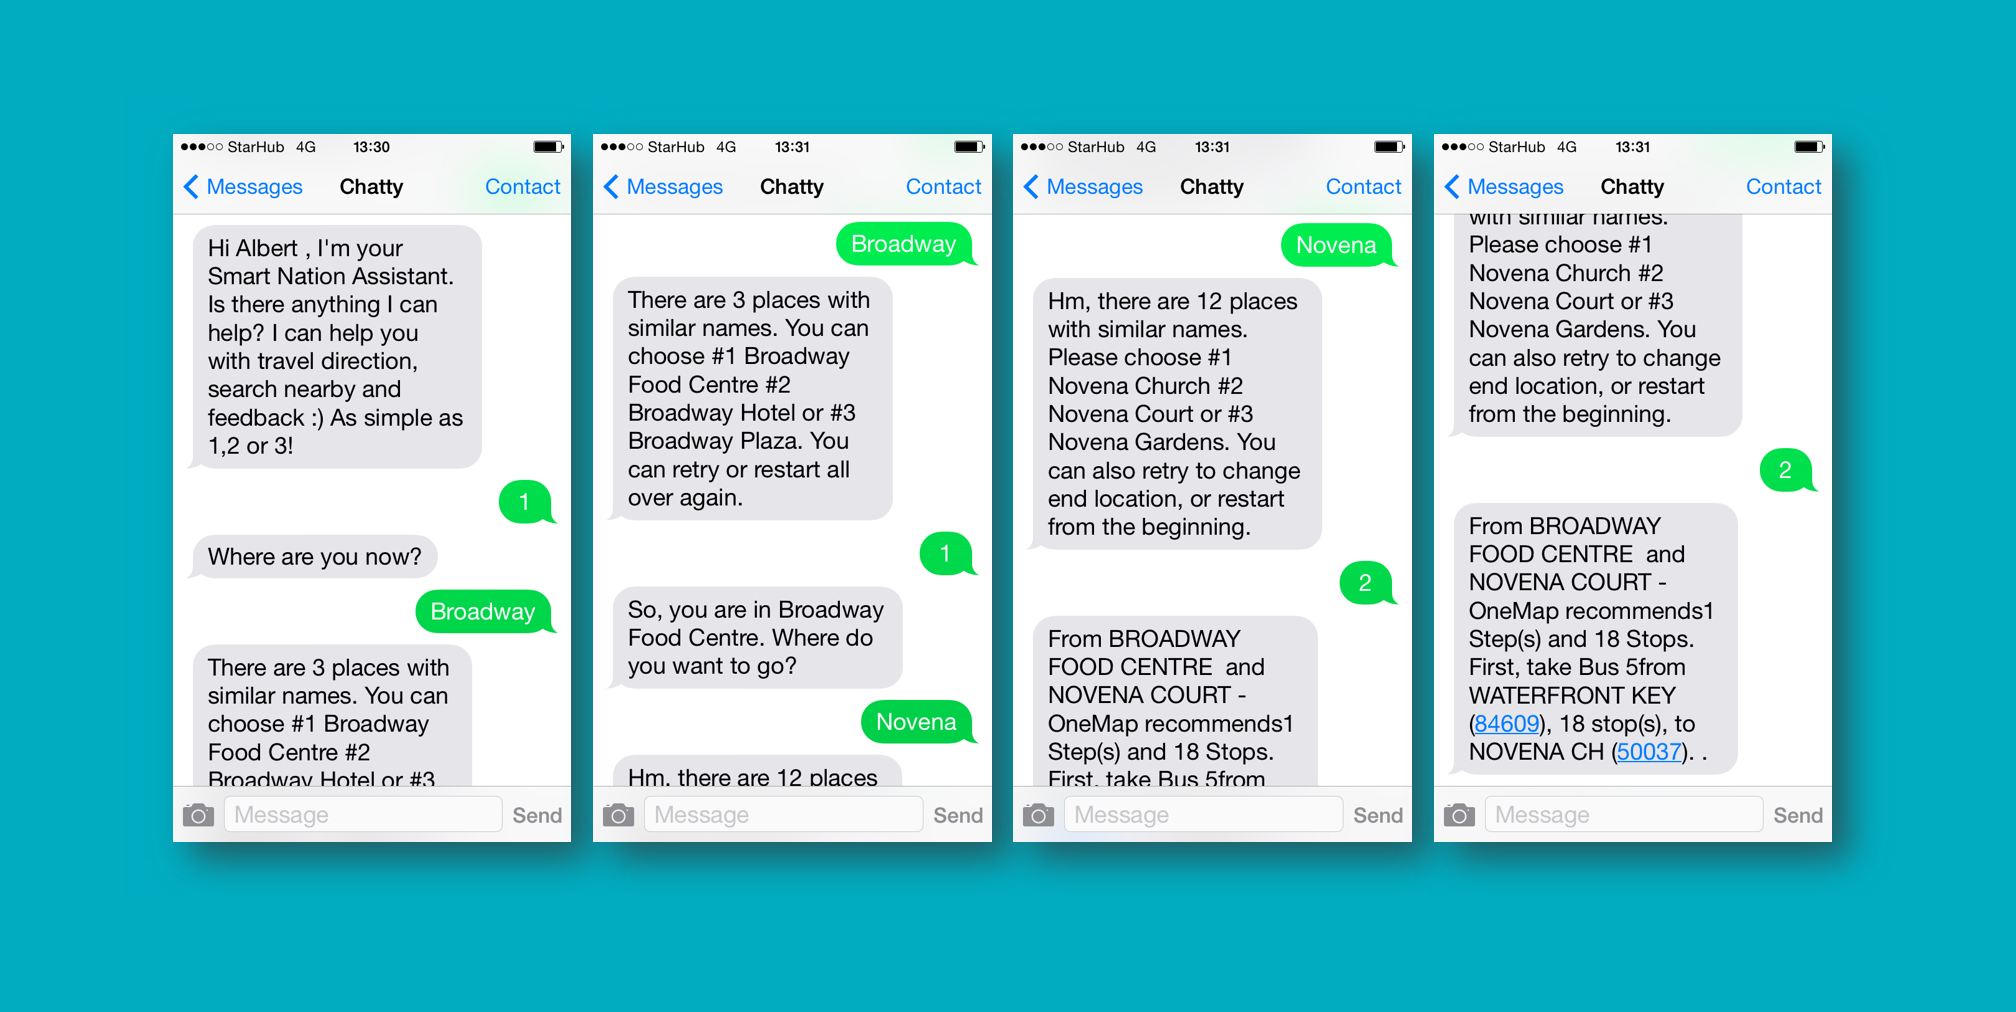 StarHub 4G 13:30
Messages Chatty Contact
Hi Albert , I'm your
Smart Nation Assistant.
Is there anything I can
help? I can help you
with travel direction,
search nearby and
feedback :) As simple as
1,2 or 3!
1
Where are you now?
Broadway
There are 3 places with
similar names. You can
choose #1 Broadway
Food Centre #2
Broadway Hotel or #3
Message Send
StarHub 4G 13:31
Messages Chatty Contact
Broadway
There are 3 places with
similar names. You can
choose #1 Broadway
Food Centre #2
Broadway Hotel or #3
Broadway Plaza. You
can retry or restart all
over again.
1
So, you are in Broadway
Food Centre. Where do
you want to go?
Novena
Hm, there are 12 places
Message Send
StarHub 4G 13:31
Messages Chatty Contact
Novena
Hm, there are 12 places
with similar names.
Please choose #1
Novena Church #2
Novena Court or #3
Novena Gardens. You
can also retry to change
end location, or restart
from the beginning.
2
From BROADWAY
FOOD CENTRE  and
NOVENA COURT -
OneMap recommends1
Step(s) and 18 Stops.
First, take Bus 5from
Message Send
StarHub 4G 13:31
Messages Chatty Contact
with similar names.
Please choose #1
Novena Church #2
Novena Court or #3
Novena Gardens. You
can also retry to change
end location, or restart
from the beginning.
2
From BROADWAY
FOOD CENTRE  and
NOVENA COURT -
OneMap recommends1
Step(s) and 18 Stops.
First, take Bus 5from
WATERFRONT KEY
(84609), 18 stop(s), to
NOVENA CH (50037). .
Message Send